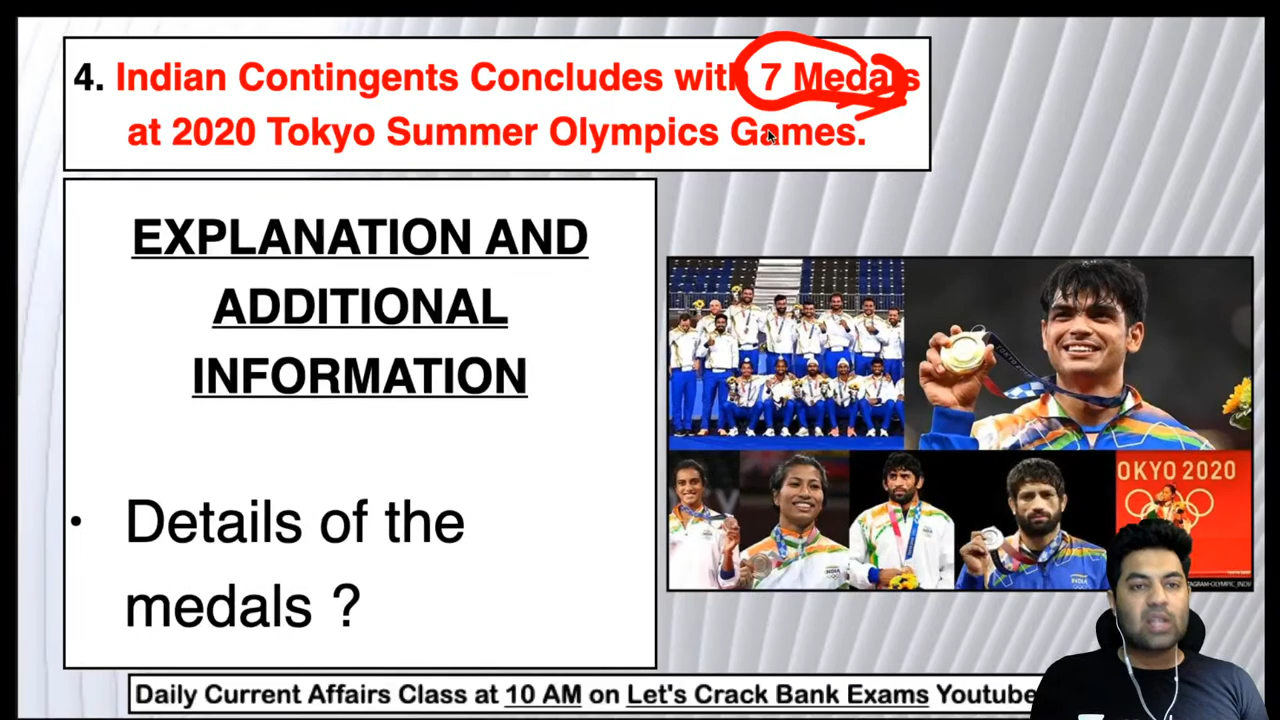 4. Indian Contingents Concludes with 7 Medals
at 2020 Tokyo Summer Olympics Games.
EXPLANATION AND
ADDITIONAL
INFORMATION
• Details of the
medals ?
OKYO 2020
INDIA
Daily Current Affairs Class at 10 AM on Let's Crack Bank Exams Youtube